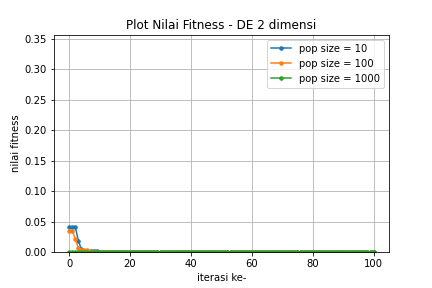 Plot Nilai Fitness - DE 2 dimensi
pop size = 10
pop size = 100
pop size = 1000
nilai fitness
0.35
0.30
0.25
0.20
0.15
0.10
0.05
0.00
0 20 40 60 80 100
iterasi ke-